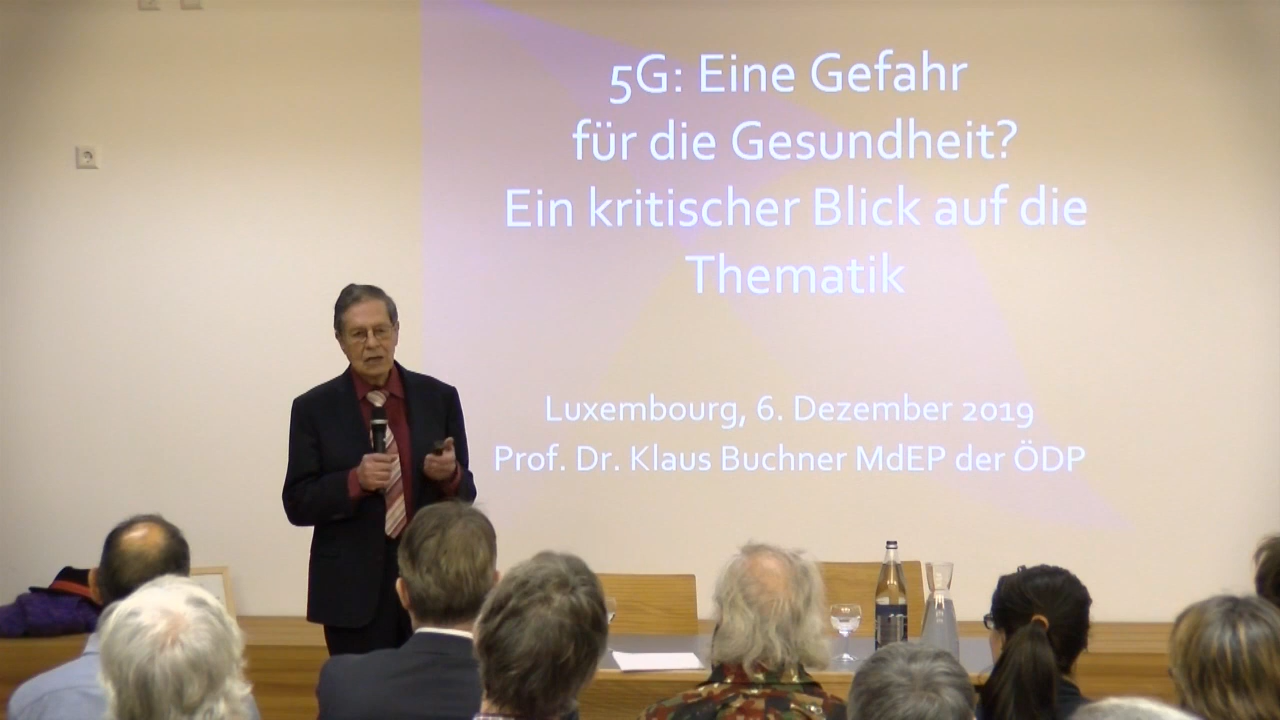 5G: Eine Gefahr
für die Gesundheit?
Ein kritischer Blick auf die
Thematik
Luxembourg, 6. Dezember 2019
Prof. Dr. Klaus Buchner MdEP der ÖDP